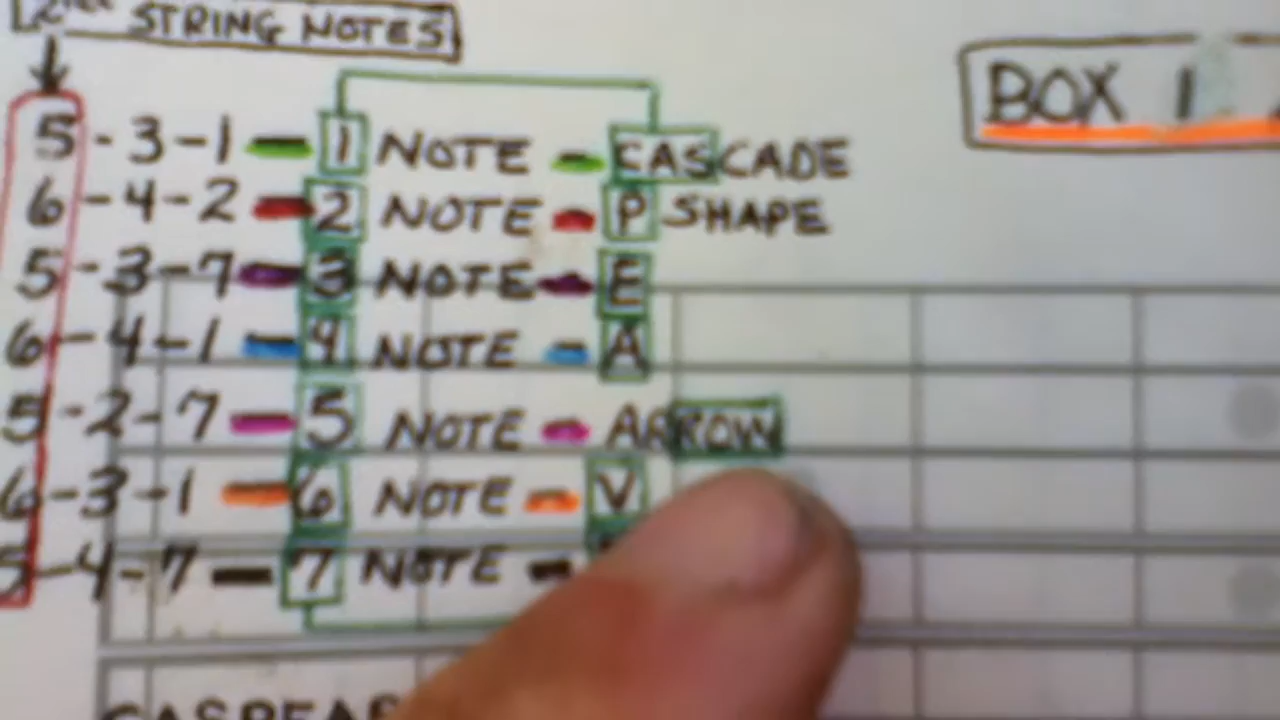 STRING NOTES
BOX 1
5-3-1 - 1 NOTE - CASCADE
6-4-2 - 2 NOTE - P SHAPE
5-3-7 - 3 NOTE - E
6-4-1 - 4 NOTE - A
5-2-7 - 5 NOTE - ARROW
6-3-1 - 6 NOTE - V
5-4-7 - 7 NOTE -